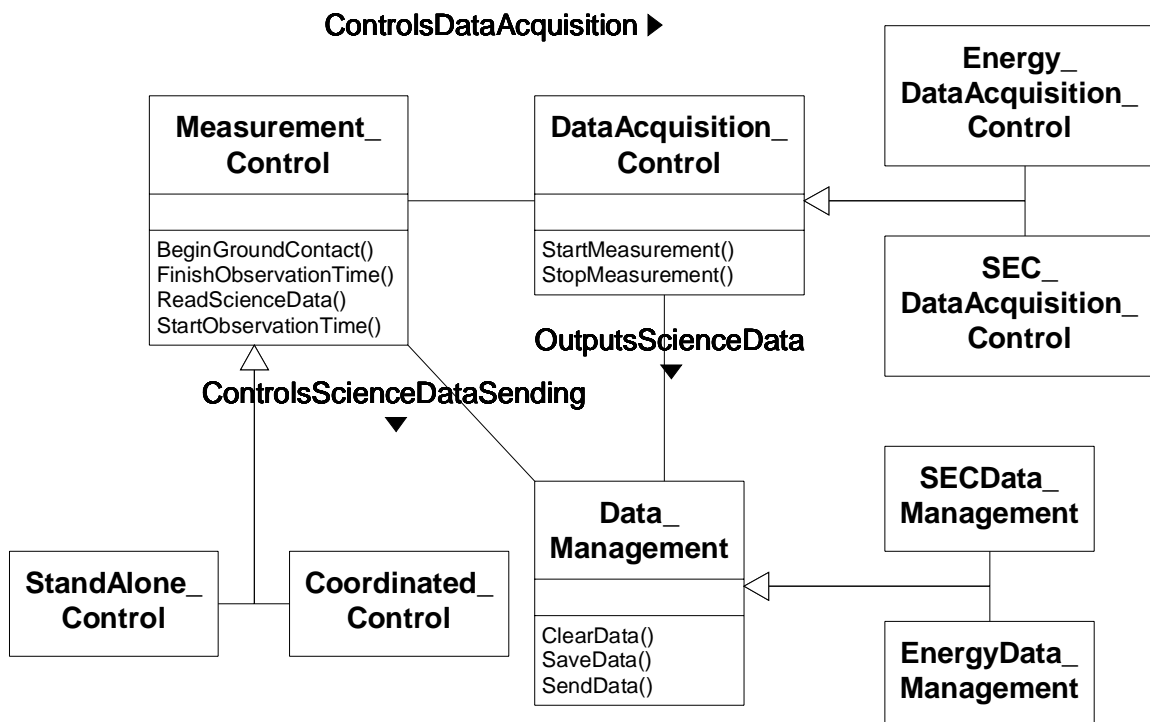 ControlsDataAcquisition
Energy_
DataAcquisition_
Control
Measurement_
Control
BeginGroundContact()
FinishObservationTime()
ReadScienceData()
StartObservationTime()
DataAcquisition_
Control
StartMeasurement()
StopMeasurement()
SEC_
DataAcquisition_
Control
OutputsScienceData
ControlsScienceDataSending
SECData_
Management
Data_
Management
ClearData()
SaveData()
SendData()
StandAlone_
Control
Coordinated_
Control
EnergyData_
Management